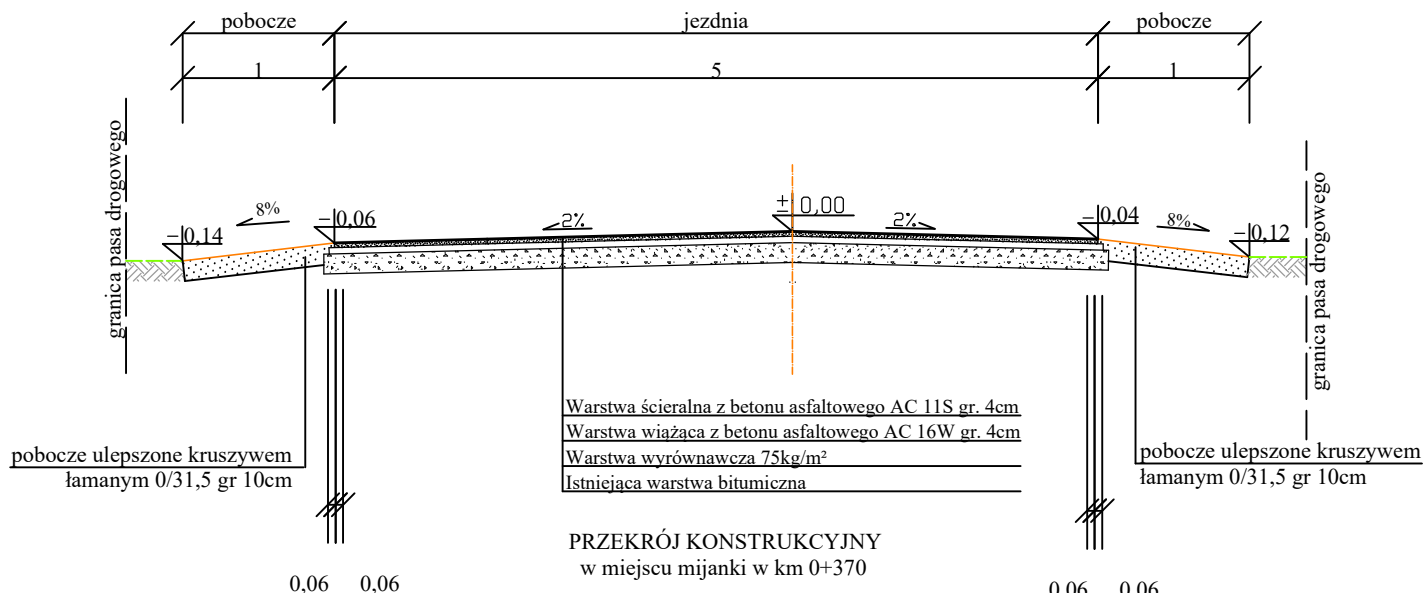 pobocze
jezdnia
pobocze
1
5
1
granica pasa drogowego
granica pasa drogowego
8%
-0,14
-0,06
2%
± 0,00
2%
-0,04
8%
-0,12
Warstwa ścieralna z betonu asfaltowego AC 11S gr. 4cm
Warstwa wiążąca z betonu asfaltowego AC 16W gr. 4cm
Warstwa wyrównawcza 75kg/m²
Istniejąca warstwa bitumiczna
pobocze ulepszone kruszywem
łamanym 0/31,5 gr 10cm
pobocze ulepszone kruszywem
łamanym 0/31,5 gr 10cm
PRZEKRÓJ KONSTRUKCYJNY
w miejscu mijanki w km 0+370
0,06 0,06
0,06 0,06